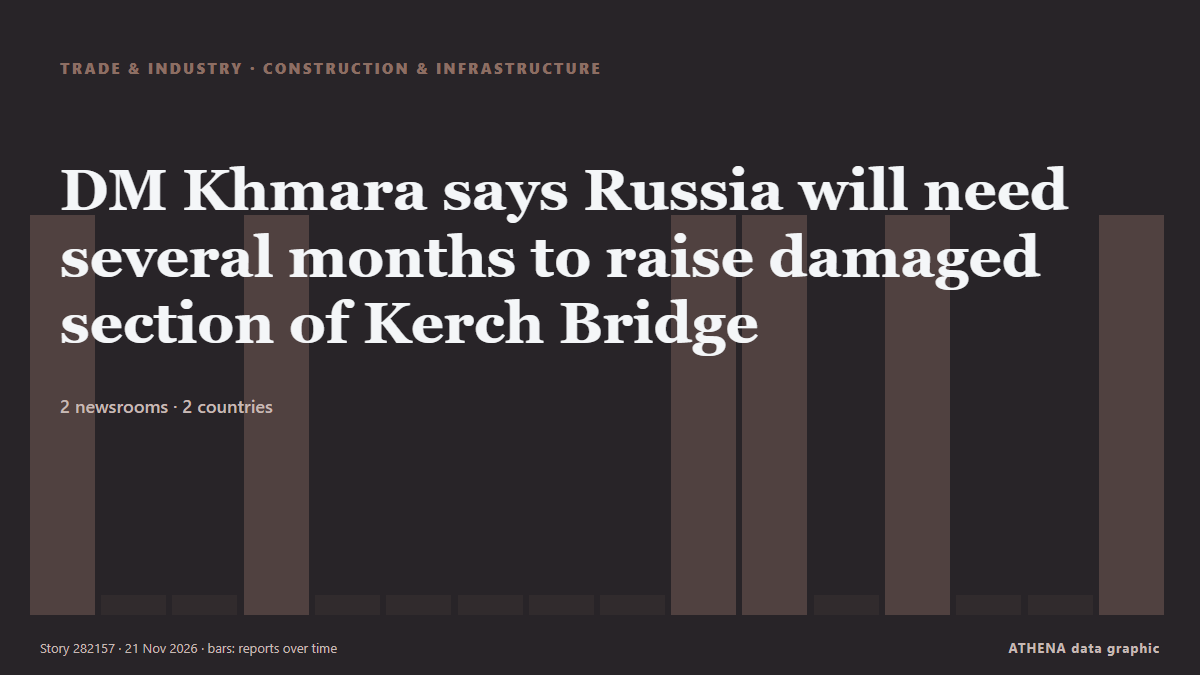 TRADE & INDUSTRY · CONSTRUCTION & INFRASTRUCTURE
DM Khmara says Russia will need
several months to raise damaged
section of Kerch Bridge
2 newsrooms · 2 countries
Story 282157 · 21 Nov 2026 · bars: reports over time
ATHENA data graphic